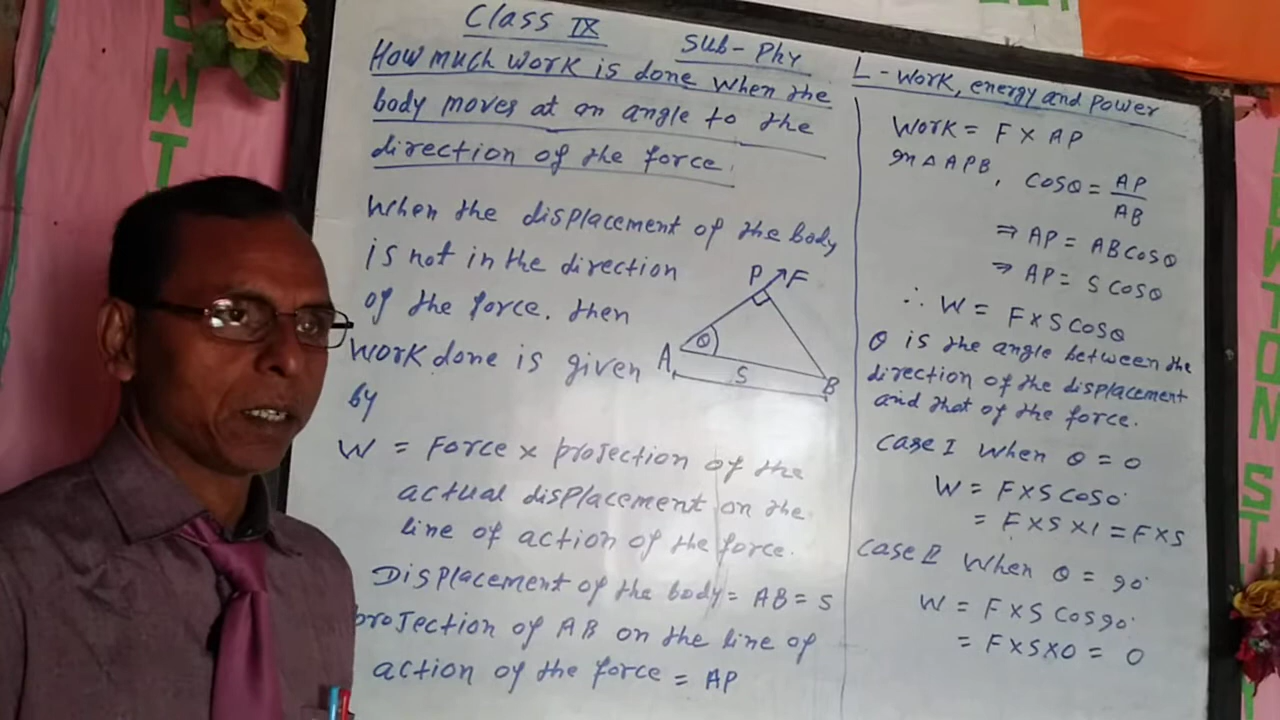 Class IX
Sub- Phy
L- Work, energy and power
How much work is done when the
body moves at an angle to the
direction of the force.
When the displacement of the body
is not in the direction
of the force. then
work done is given
by
P F
A θ S B
W = Force × projection of the
actual displacement on the
line of action of the force.
Displacement of the body = AB = S
projection of AB on the line of
action of the force = AP
Work = F × AP
In △ APB, cosθ = AP/AB
⇒ AP = AB cosθ
⇒ AP = S cosθ
∴ W = F×S cosθ
θ is the angle between the
direction of the displacement
and that of the force.
Case I When θ = 0
W = F×S cos0°
= F×S×1 = F×S
Case II When θ = 90°
W = F×S Cos90°
= F×S×0 = 0